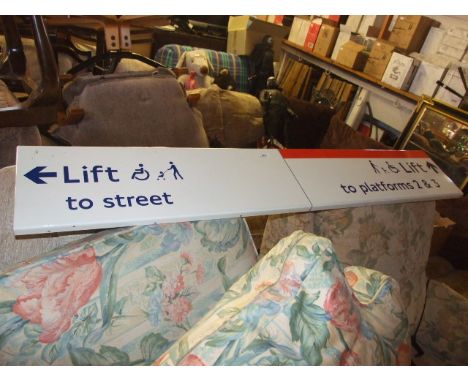 Lift
to street
Lift
to platforms 2 & 3